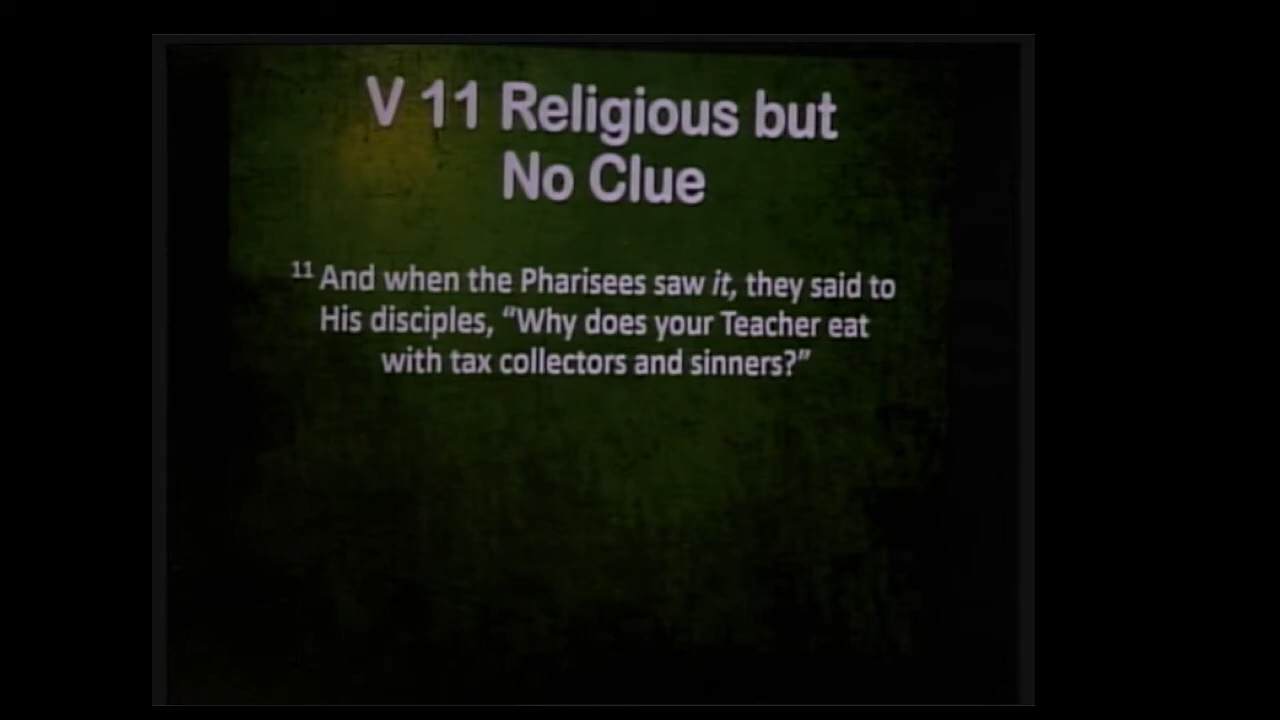 V 11 Religious but
No Clue
11 And when the Pharisees saw it, they said to
His disciples, “Why does your Teacher eat
with tax collectors and sinners?”